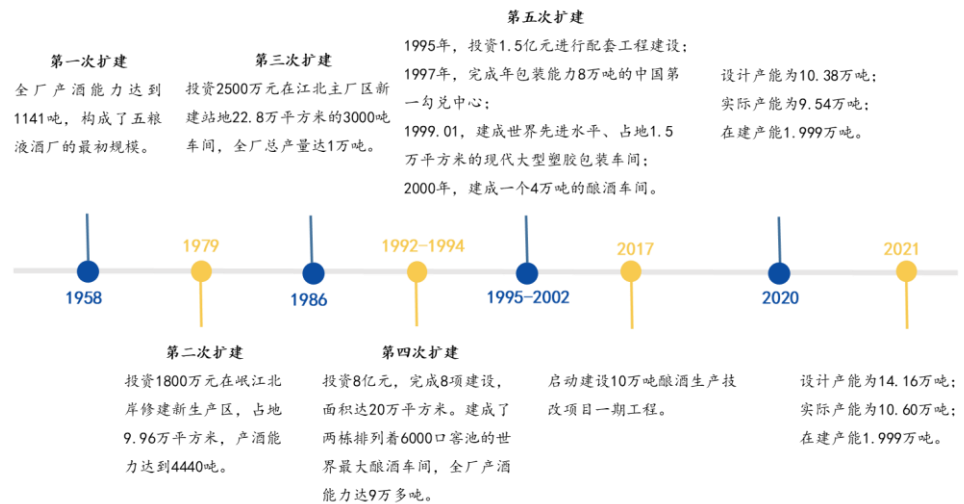 第一次扩建
全厂产酒能力达到
1141吨，构成了五粮
液酒厂的最初规模。
第三次扩建
投资2500万元在江北主厂区新
建站地22.8万平方米的3000吨
车间，全厂总产量达1万吨。
第五次扩建
1995年，投资1.5亿元进行配套工程建设；
1997年，完成年包装能力8万吨的中国第
一勾兑中心；
1999.01，建成世界先进水平、占地1.5
万平方米的现代大型塑胶包装车间；
2000年，建成一个4万吨的酿酒车间。
设计产能为10.38万吨；
实际产能为9.54万吨；
在建产能1.999万吨。
1958
1979
1986
1992-1994
1995-2002
2017
2020
2021
第二次扩建
投资1800万元在岷江北
岸修建新生产区，占地
9.96万平方米，产酒能
力达到4440吨。
第四次扩建
投资8亿元，完成8项建设，
面积达20万平方米。建成了
两栋排列着6000口窖池的世
界最大酿酒车间，全厂产酒
能力达9万多吨。
启动建设10万吨酿酒生产技
改项目一期工程。
设计产能为14.16万吨；
实际产能为10.60万吨；
在建产能1.999万吨。